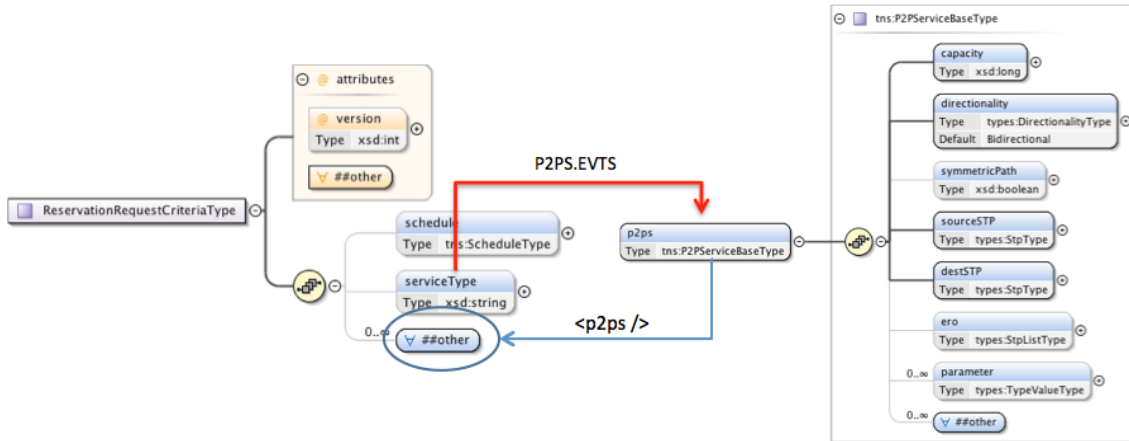 tns:P2PServiceBaseType
capacity
Type xsd:long
@ attributes
@ version
Type xsd:int
∀ ##other
directionality
Type types:DirectionalityType
Default Bidirectional
P2PS.EVTS
symmetricPath
Type xsd:boolean
ReservationRequestCriteriaType
schedule
Type tns:ScheduleType
p2ps
Type tns:P2PServiceBaseType
sourceSTP
Type types:StpType
serviceType
Type xsd:string
destSTP
Type types:StpType
<p2ps />
0..∞
∀ ##other
ero
Type types:StpListType
0..∞
parameter
Type types:TypeValueType
0..∞
∀ ##other